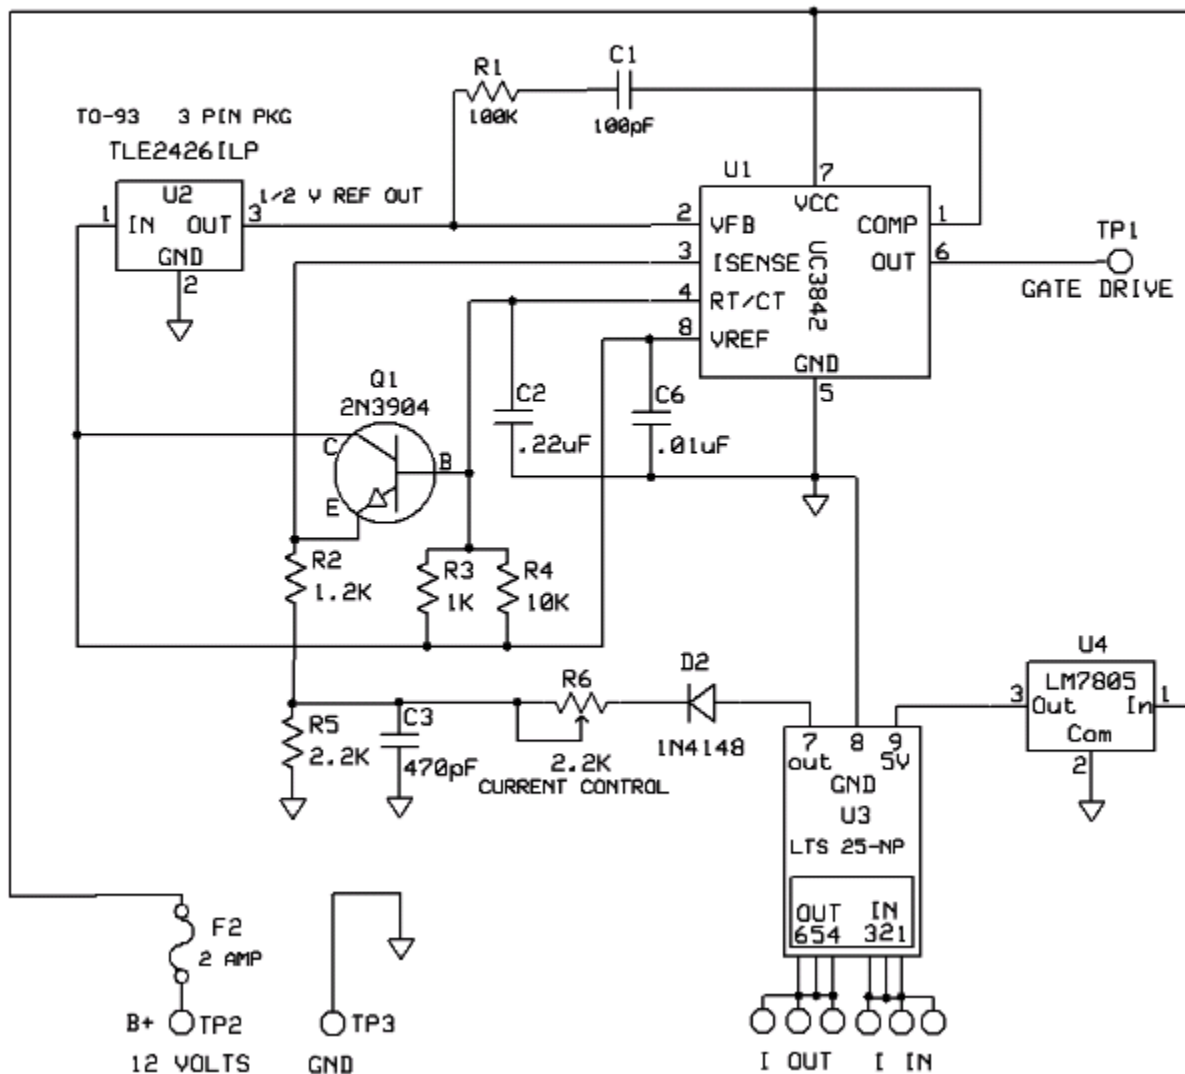 C1
R1
100K
100pF
TO-93 3 PIN PKG
TLE2426ILP
U2
1/2 V REF OUT
1 IN OUT 3
GND
2
U1
7
VCC
2 VFB COMP 1
3 ISENSE OUT 6
4 RT/CT
8 VREF
UC3842
GND
5
TP1
GATE DRIVE
Q1
2N3904
C
B
E
C2
.22uF
C6
.01uF
R2
1.2K
R3
1K
R4
10K
U4
LM7805
3 Out In 1
Com
2
D2
1N4148
R6
2.2K
CURRENT CONTROL
R5
2.2K
C3
470pF
7 8 9
out 5V
GND
U3
LTS 25-NP
OUT IN
654 321
I OUT I IN
F2
2 AMP
B+ TP2
12 VOLTS
TP3
GND